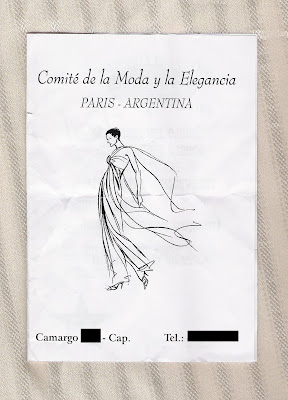 Comité de la Moda y la Elegancia
PARIS - ARGENTINA
Camargo - Cap. Tel.: